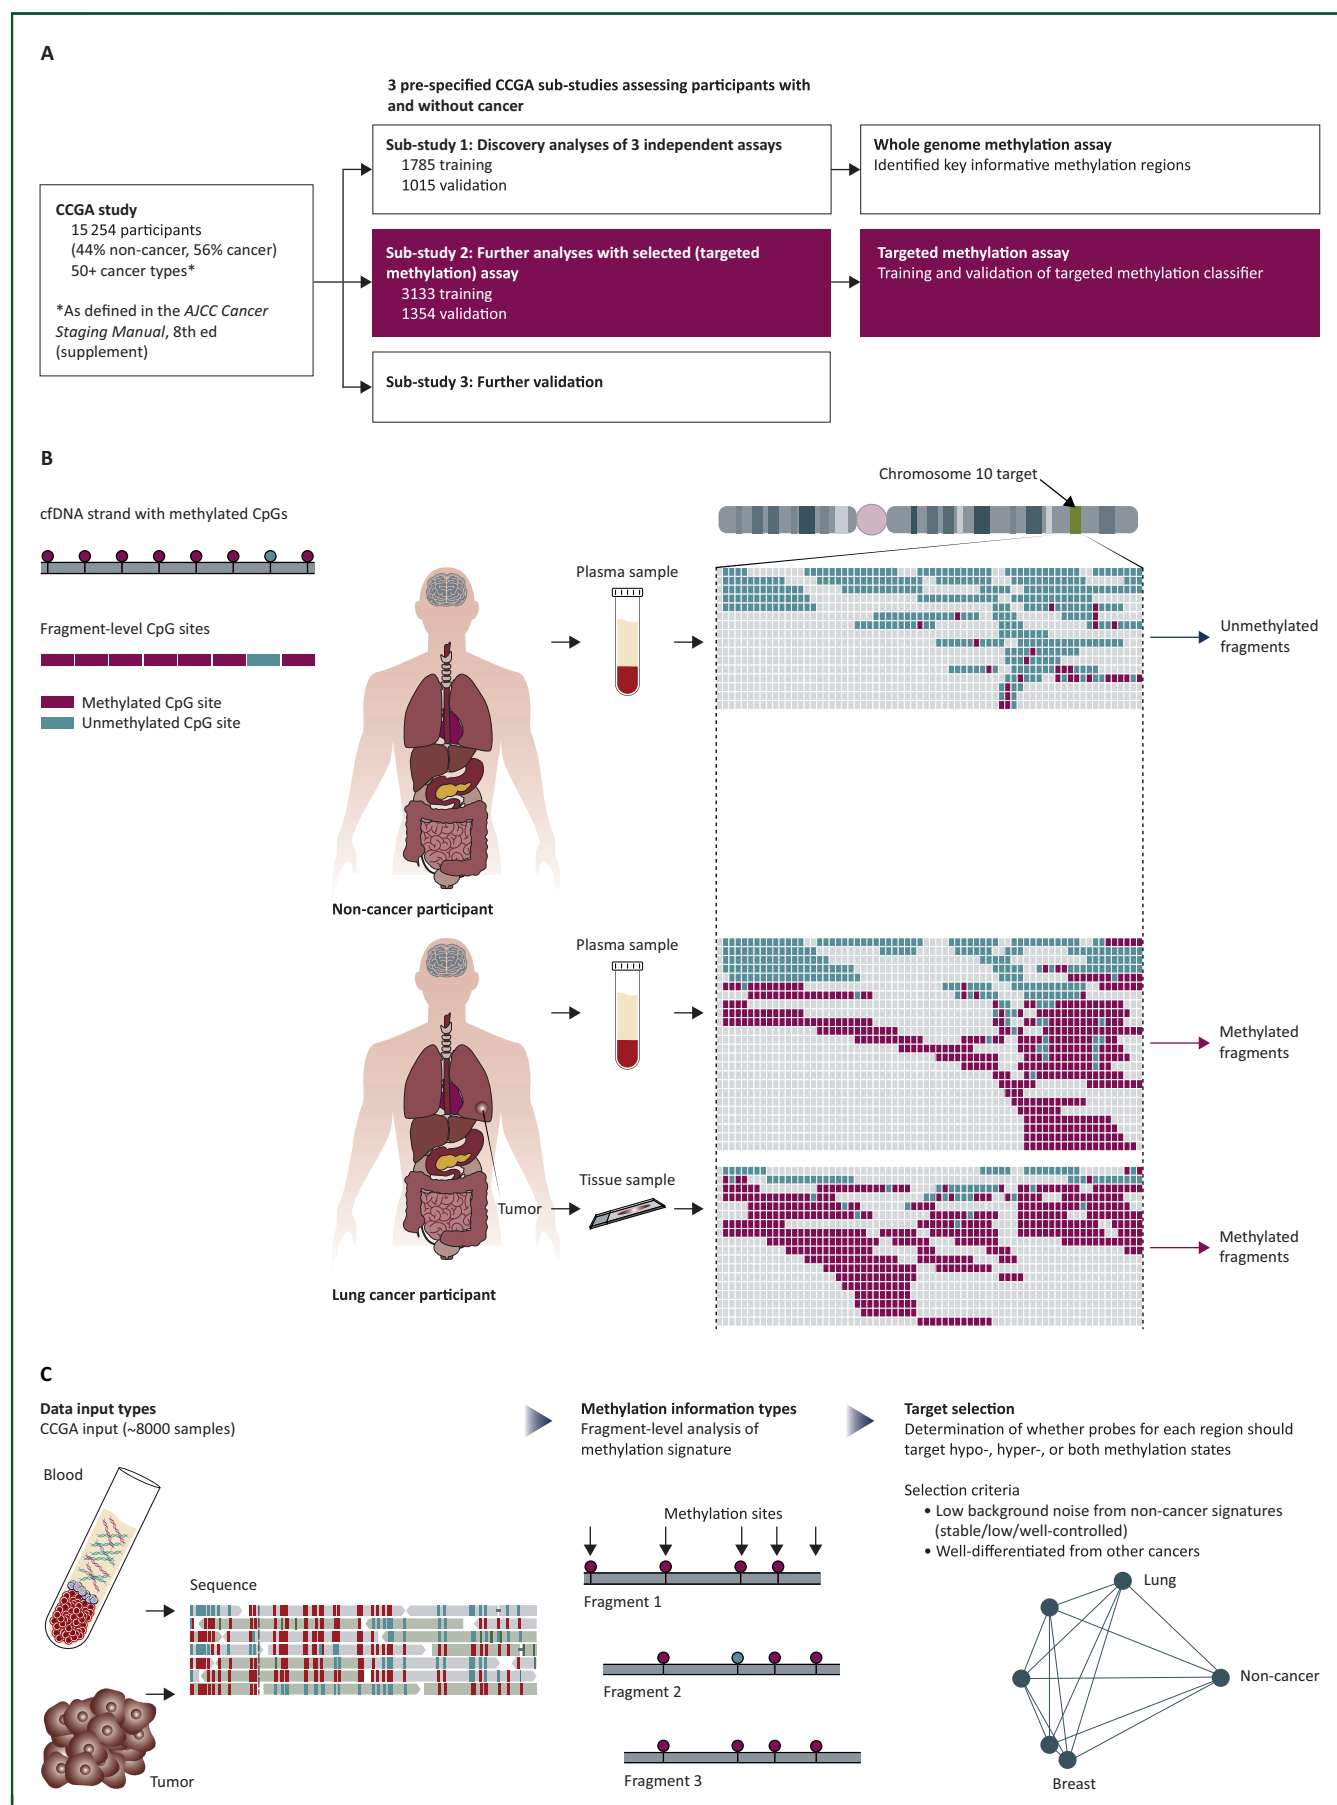 A
3 pre-specified CCGA sub-studies assessing participants with
and without cancer
CCGA study
15 254 participants
(44% non-cancer, 56% cancer)
50+ cancer types*
*As defined in the AJCC Cancer
Staging Manual, 8th ed
(supplement)
Sub-study 1: Discovery analyses of 3 independent assays
1785 training
1015 validation
Whole genome methylation assay
Identified key informative methylation regions
Sub-study 2: Further analyses with selected (targeted
methylation) assay
3133 training
1354 validation
Targeted methylation assay
Training and validation of targeted methylation classifier
Sub-study 3: Further validation
B
Chromosome 10 target
cfDNA strand with methylated CpGs
Fragment-level CpG sites
Methylated CpG site
Unmethylated CpG site
Plasma sample
Unmethylated
fragments
Non-cancer participant
Plasma sample
Methylated
fragments
Tissue sample
Tumor
Methylated
fragments
Lung cancer participant
C
Data input types
CCGA input (~8000 samples)
Blood
Sequence
Tumor
Methylation information types
Fragment-level analysis of
methylation signature
Methylation sites
Fragment 1
Fragment 2
Fragment 3
Target selection
Determination of whether probes for each region should
target hypo-, hyper-, or both methylation states
Selection criteria
• Low background noise from non-cancer signatures
(stable/low/well-controlled)
• Well-differentiated from other cancers
Lung
Non-cancer
Breast